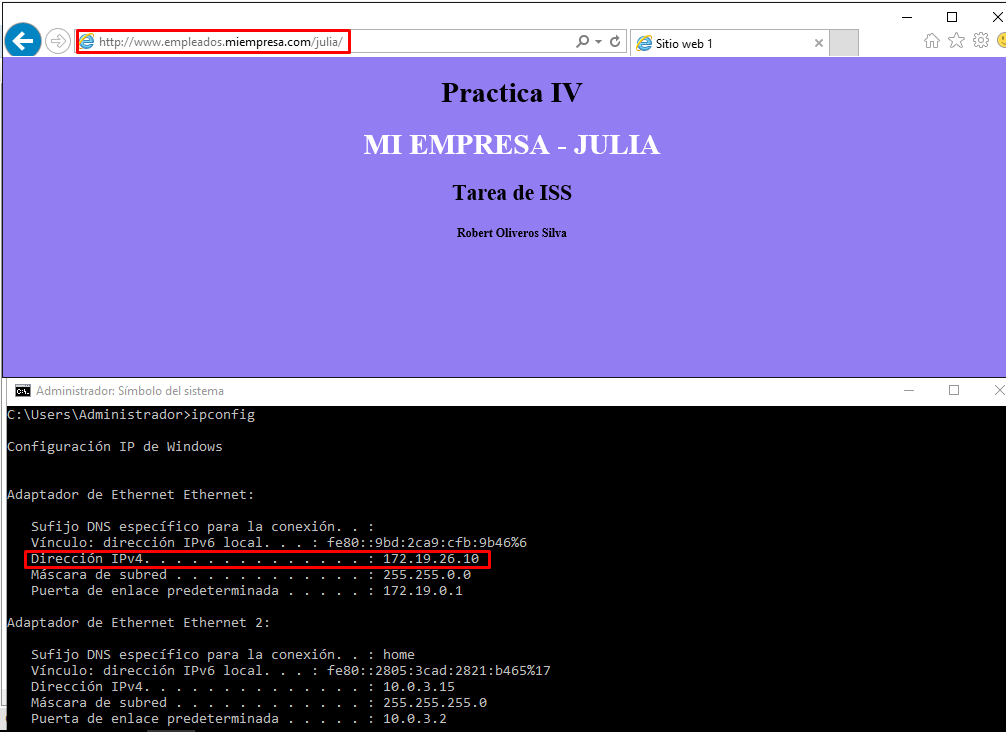 http://www.empleados.miempresa.com/julia/
Sitio web 1
Practica IV
MI EMPRESA - JULIA
Tarea de ISS
Robert Oliveros Silva
Administrador: Símbolo del sistema
C:\Users\Administrador>ipconfig
Configuración IP de Windows
Adaptador de Ethernet Ethernet:
Sufijo DNS específico para la conexión. . :
Vínculo: dirección IPv6 local. . . : fe80::9bd:2ca9:cfb:9b46%6
Dirección IPv4. . . . . . . . . . . . . . : 172.19.26.10
Máscara de subred . . . . . . . . . . . . : 255.255.0.0
Puerta de enlace predeterminada . . . . . : 172.19.0.1
Adaptador de Ethernet Ethernet 2:
Sufijo DNS específico para la conexión. . : home
Vínculo: dirección IPv6 local. . . : fe80::2805:3cad:2821:b465%17
Dirección IPv4. . . . . . . . . . . . . . : 10.0.3.15
Máscara de subred . . . . . . . . . . . . : 255.255.255.0
Puerta de enlace predeterminada . . . . . : 10.0.3.2